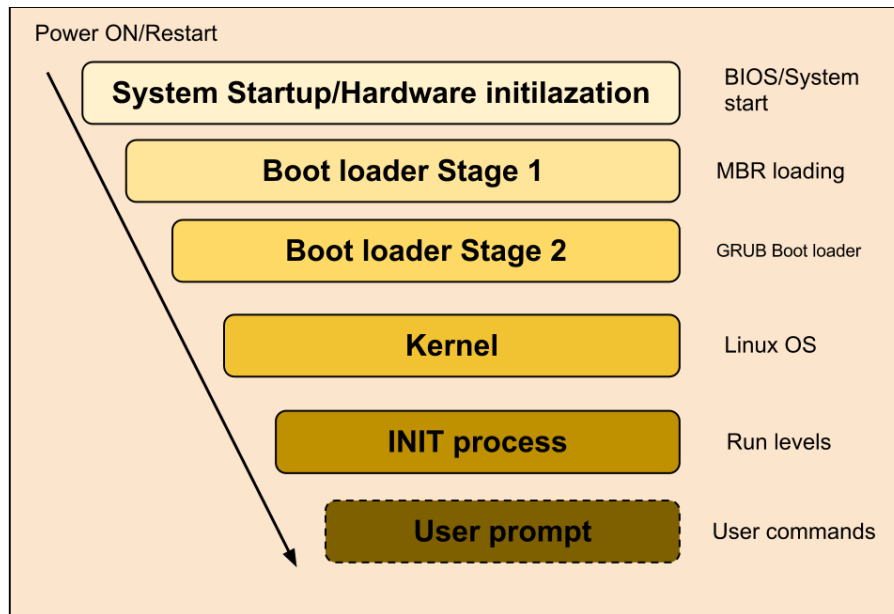 Power ON/Restart
System Startup/Hardware initilazation
BIOS/System
start
Boot loader Stage 1
MBR loading
Boot loader Stage 2
GRUB Boot loader
Kernel
Linux OS
INIT process
Run levels
User prompt
User commands